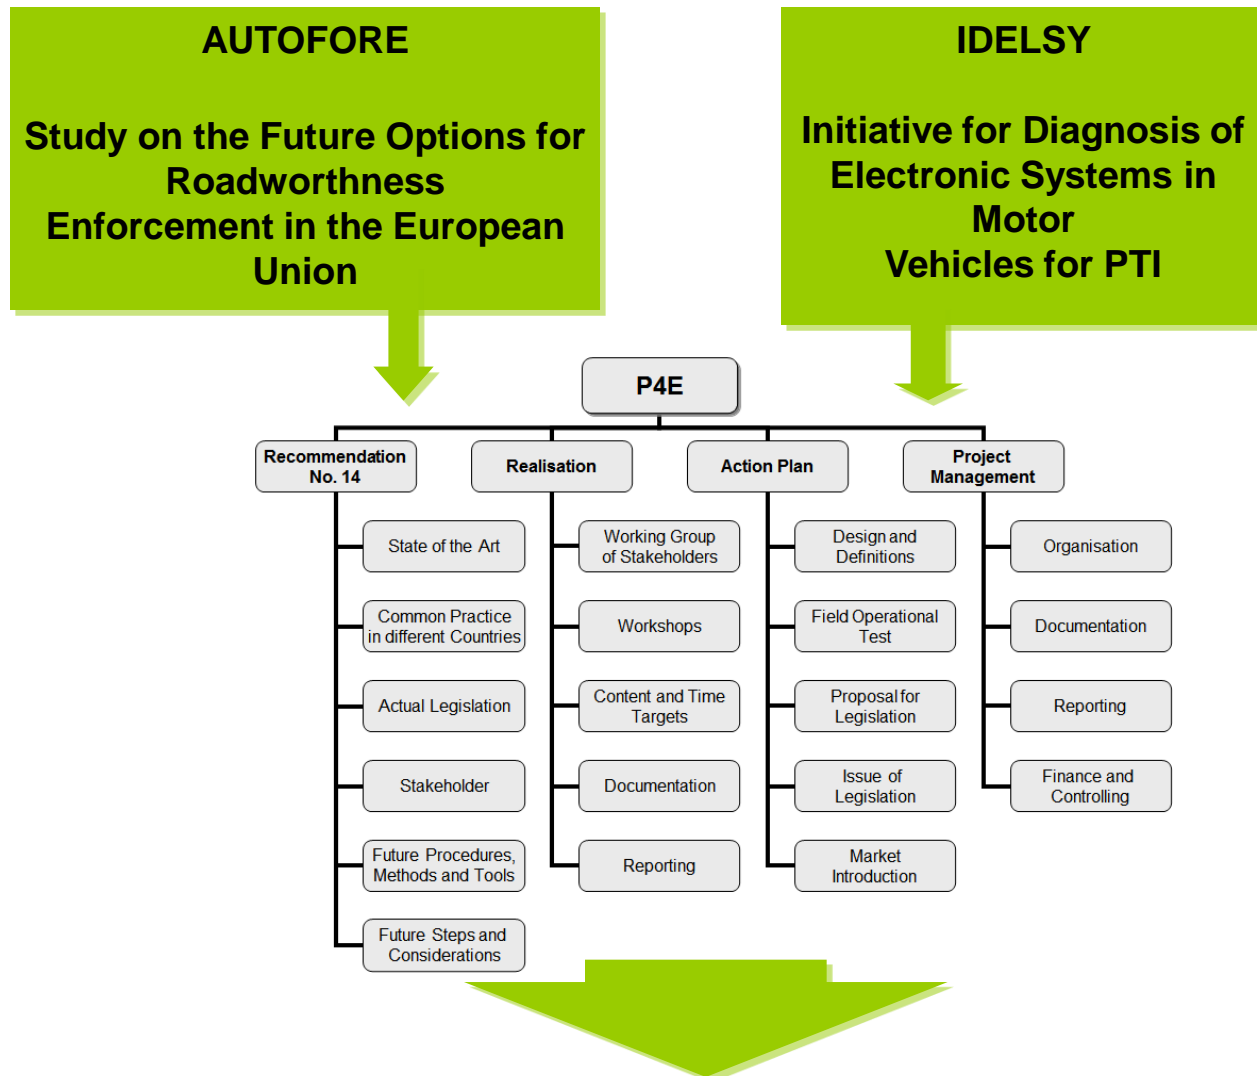 AUTOFORE
Study on the Future Options for
Roadworthness
Enforcement in the European
Union
IDELSY
Initiative for Diagnosis of
Electronic Systems in
Motor
Vehicles for PTI
P4E
Recommendation
No. 14
Realisation
Action Plan
Project
Management
State of the Art
Common Practice
in different Countries
Actual Legislation
Stakeholder
Future Procedures,
Methods and Tools
Future Steps and
Considerations
Working Group
of Stakeholders
Workshops
Content and Time
Targets
Documentation
Reporting
Design and
Definitions
Field Operational
Test
Proposal for
Legislation
Issue of
Legislation
Market
Introduction
Organisation
Documentation
Reporting
Finance and
Controlling